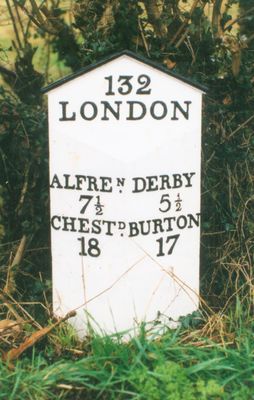 132
LONDON
ALFREN. DERBY
7½ 5½
CHESTD. BURTON
18 17